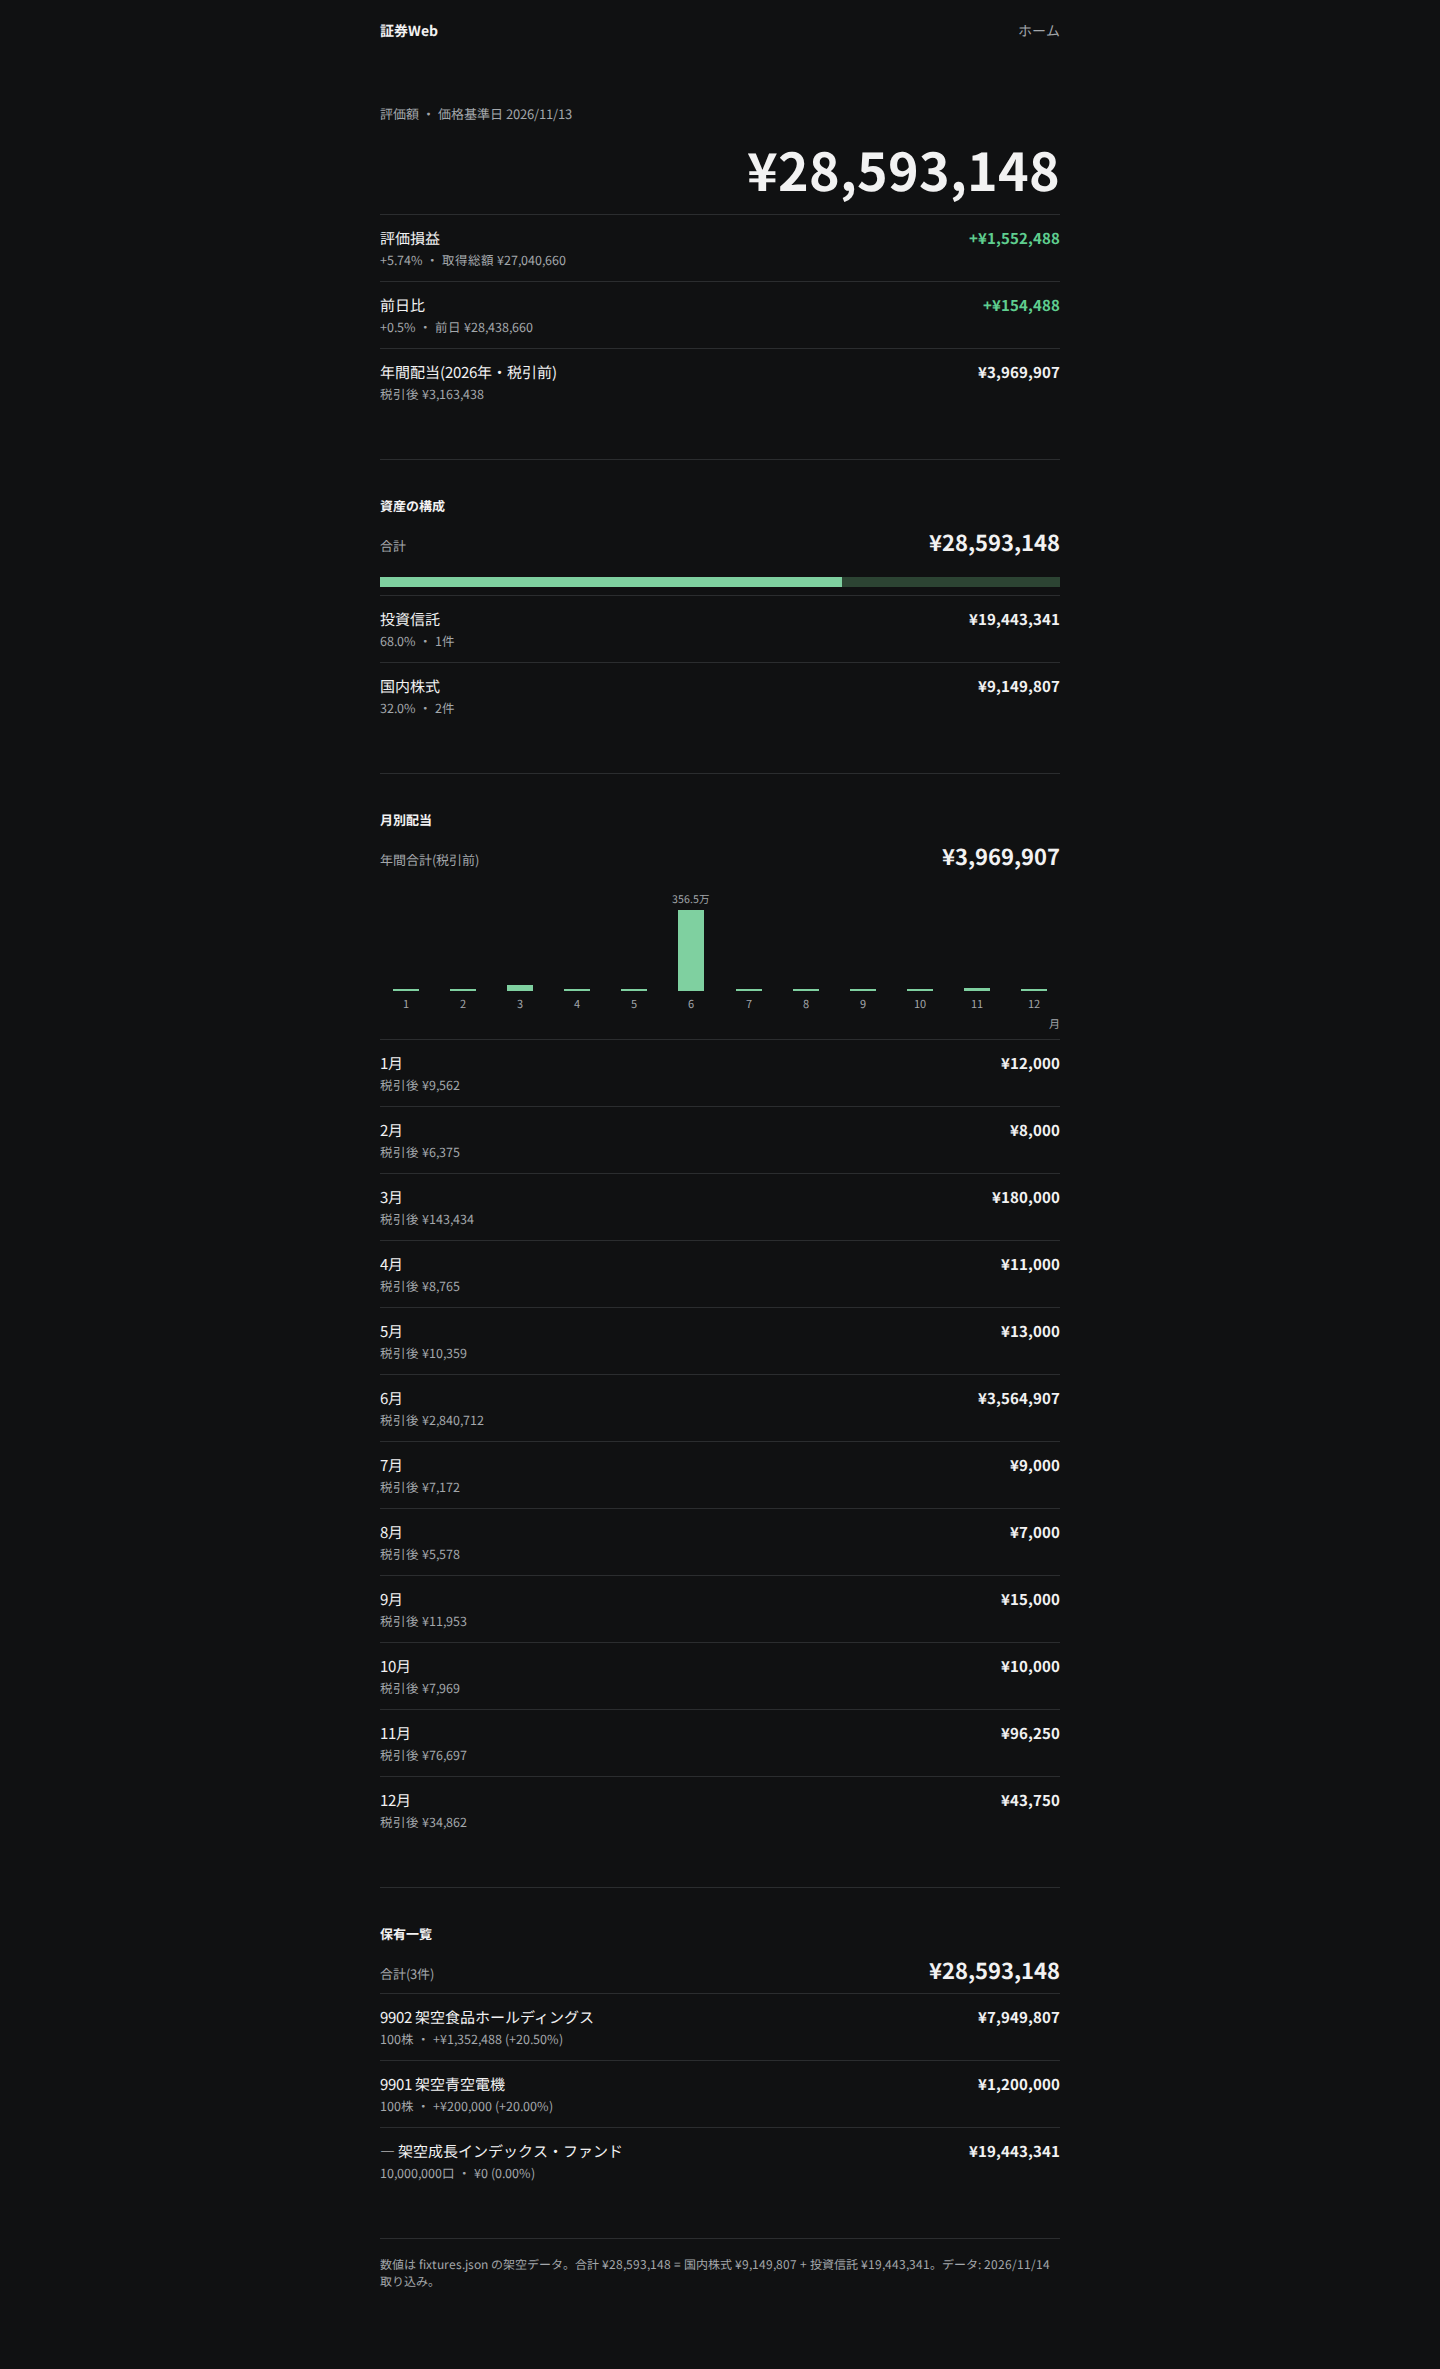 証券Web
ホーム
評価額 ・ 価格基準日 2026/11/13
¥28,593,148
評価損益
+¥1,552,488
+5.74% ・ 取得総額 ¥27,040,660
前日比
+¥154,488
+0.5% ・ 前日 ¥28,438,660
年間配当(2026年・税引前)
¥3,969,907
税引後 ¥3,163,438
資産の構成
合計
¥28,593,148
投資信託
¥19,443,341
68.0% ・ 1件
国内株式
¥9,149,807
32.0% ・ 2件
月別配当
年間合計(税引前)
¥3,969,907
356.5万
1 2 3 4 5 6 7 8 9 10 11 12
月
1月
¥12,000
税引後 ¥9,562
2月
¥8,000
税引後 ¥6,375
3月
¥180,000
税引後 ¥143,434
4月
¥11,000
税引後 ¥8,765
5月
¥13,000
税引後 ¥10,359
6月
¥3,564,907
税引後 ¥2,840,712
7月
¥9,000
税引後 ¥7,172
8月
¥7,000
税引後 ¥5,578
9月
¥15,000
税引後 ¥11,953
10月
¥10,000
税引後 ¥7,969
11月
¥96,250
税引後 ¥76,697
12月
¥43,750
税引後 ¥34,862
保有一覧
合計(3件)
¥28,593,148
9902 架空食品ホールディングス
¥7,949,807
100株 ・ +¥1,352,488 (+20.50%)
9901 架空青空電機
¥1,200,000
100株 ・ +¥200,000 (+20.00%)
— 架空成長インデックス・ファンド
¥19,443,341
10,000,000口 ・ ¥0 (0.00%)
数値は fixtures.json の架空データ。合計 ¥28,593,148 = 国内株式 ¥9,149,807 + 投資信託 ¥19,443,341。データ: 2026/11/14
取り込み。